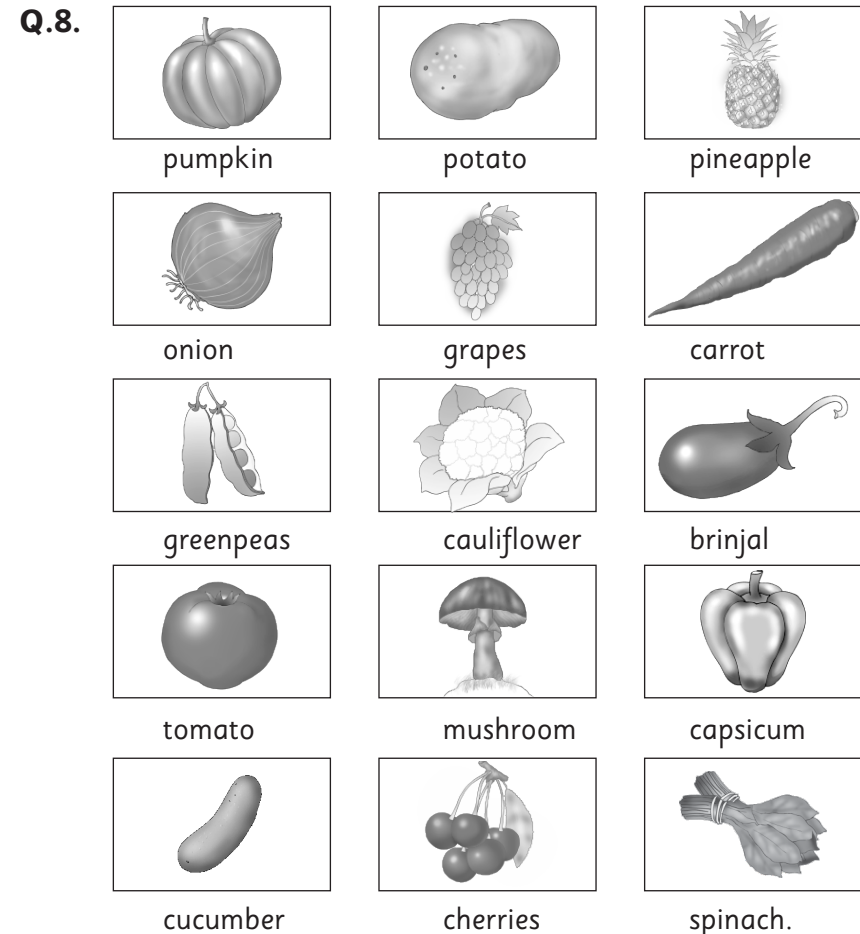 Q.8.
pumpkin potato pineapple
onion grapes carrot
greenpeas cauliflower brinjal
tomato mushroom capsicum
cucumber cherries spinach.